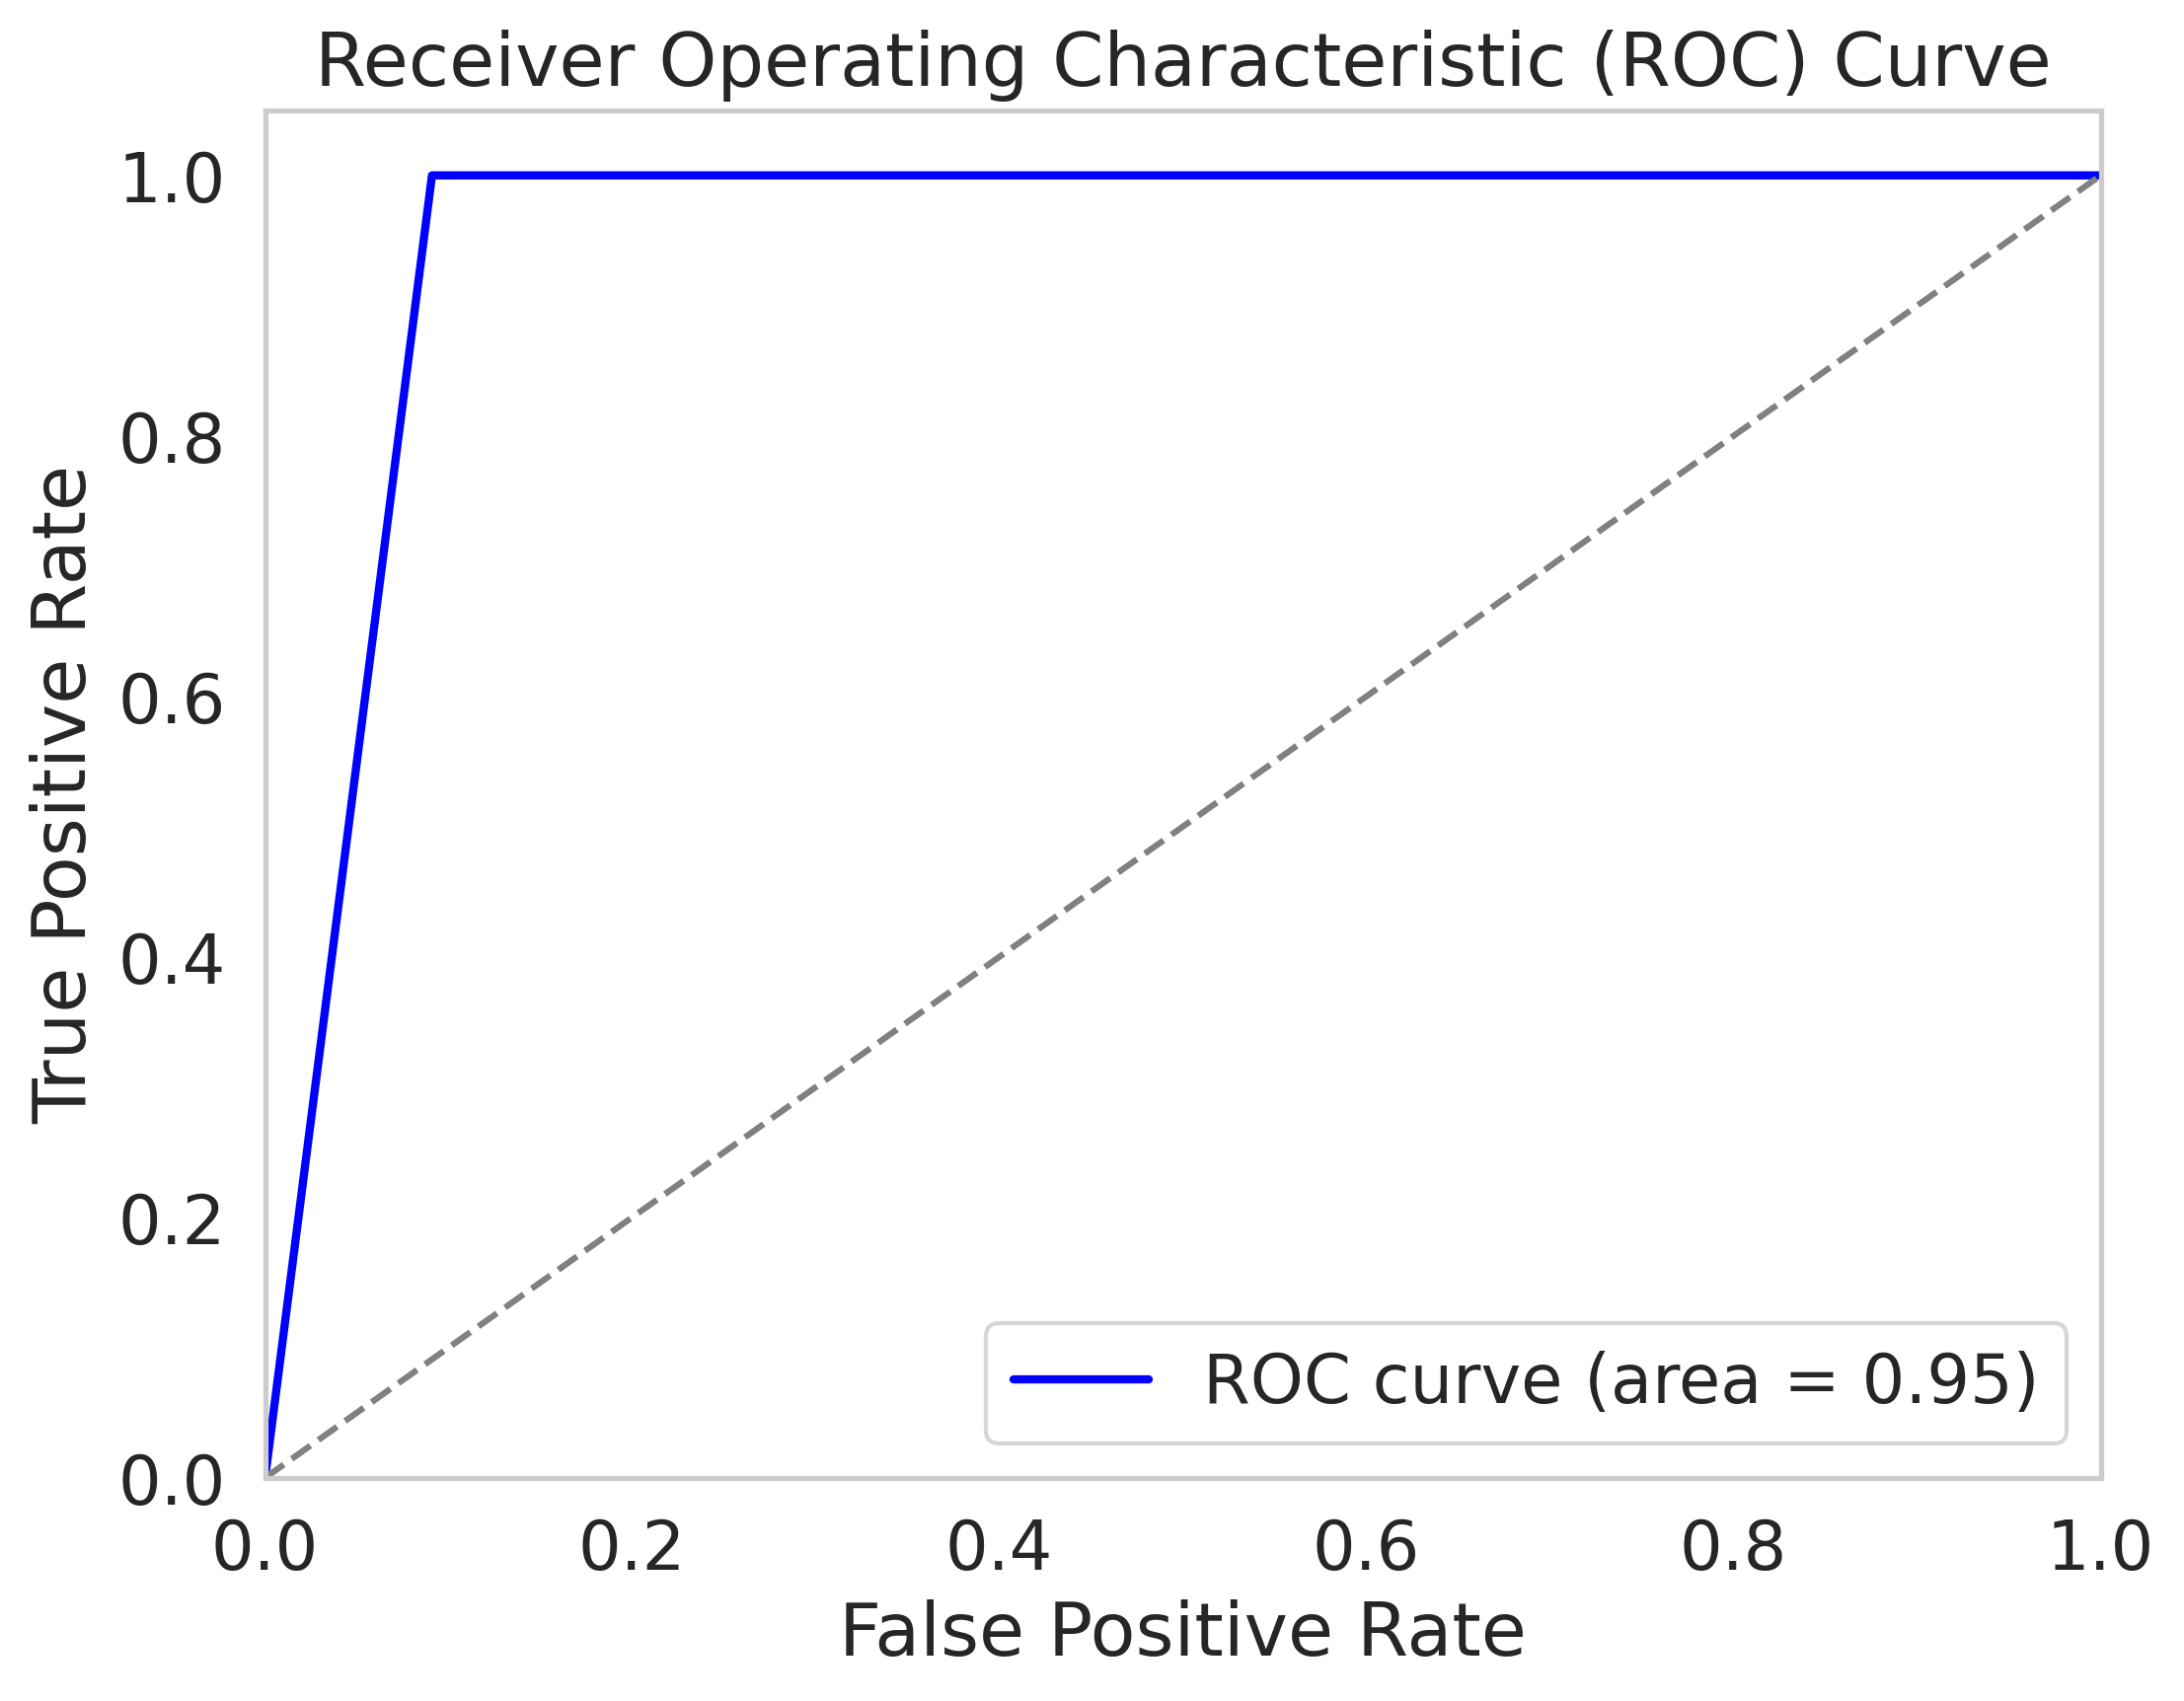 Receiver Operating Characteristic (ROC) Curve
True Positive Rate
1.0
0.8
0.6
0.4
0.2
0.0
ROC curve (area = 0.95)
0.0 0.2 0.4 0.6 0.8 1.0
False Positive Rate